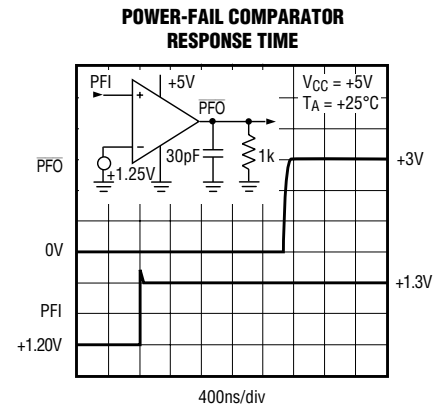 POWER-FAIL COMPARATOR
RESPONSE TIME
PFI
+5V
VCC = +5V
TA = +25°C
PFO
+
−
30pF
1k
+1.25V
PFO
+3V
0V
+1.3V
PFI
+1.20V
400ns/div